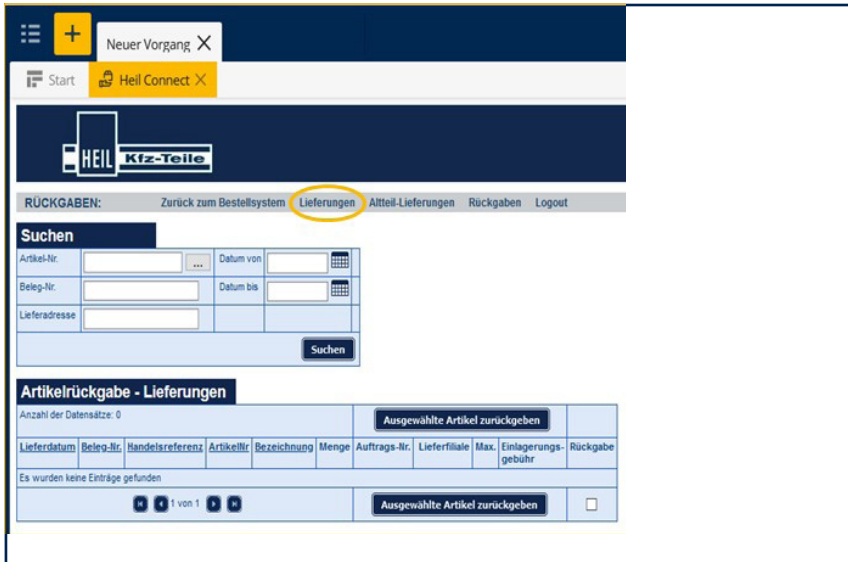 Neuer Vorgang
Start Heil Connect
HEIL Kfz-Teile
RÜCKGABEN: Zurück zum Bestellsystem Lieferungen Altteil-Lieferungen Rückgaben Logout
Suchen
Artikel-Nr. ... Datum von
Beleg-Nr. Datum bis
Lieferadresse
Suchen
Artikelrückgabe - Lieferungen
Anzahl der Datensätze: 0 Ausgewählte Artikel zurückgeben
Lieferdatum Beleg-Nr. Handelsreferenz ArtikelNr Bezeichnung Menge Auftrags-Nr. Lieferfiliale Max. Einlagerungs- Rückgabe
gebühr
Es wurden keine Einträge gefunden
1 von 1 Ausgewählte Artikel zurückgeben